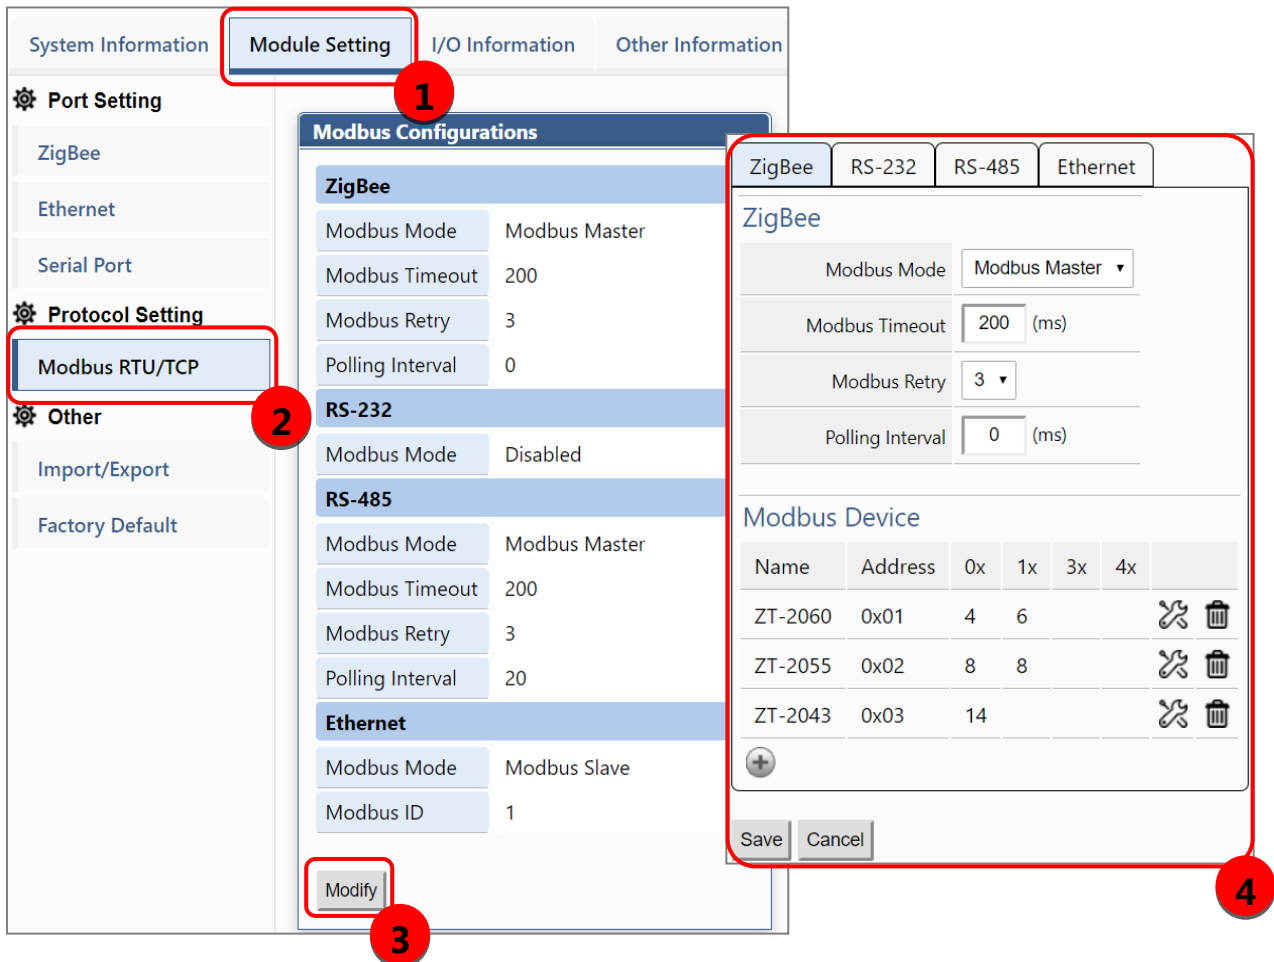 System Information Module Setting I/O Information Other Information
1
Port Setting
ZigBee
Ethernet
Serial Port
Protocol Setting
Modbus RTU/TCP
2
Other
Import/Export
Factory Default
Modbus Configurations
ZigBee
Modbus Mode Modbus Master
Modbus Timeout 200
Modbus Retry 3
Polling Interval 0
RS-232
Modbus Mode Disabled
RS-485
Modbus Mode Modbus Master
Modbus Timeout 200
Modbus Retry 3
Polling Interval 20
Ethernet
Modbus Mode Modbus Slave
Modbus ID 1
Modify
3
ZigBee RS-232 RS-485 Ethernet
ZigBee
Modbus Mode Modbus Master
Modbus Timeout 200 (ms)
Modbus Retry 3
Polling Interval 0 (ms)
Modbus Device
Name Address 0x 1x 3x 4x
ZT-2060 0x01 4 6
ZT-2055 0x02 8 8
ZT-2043 0x03 14
Save Cancel
4